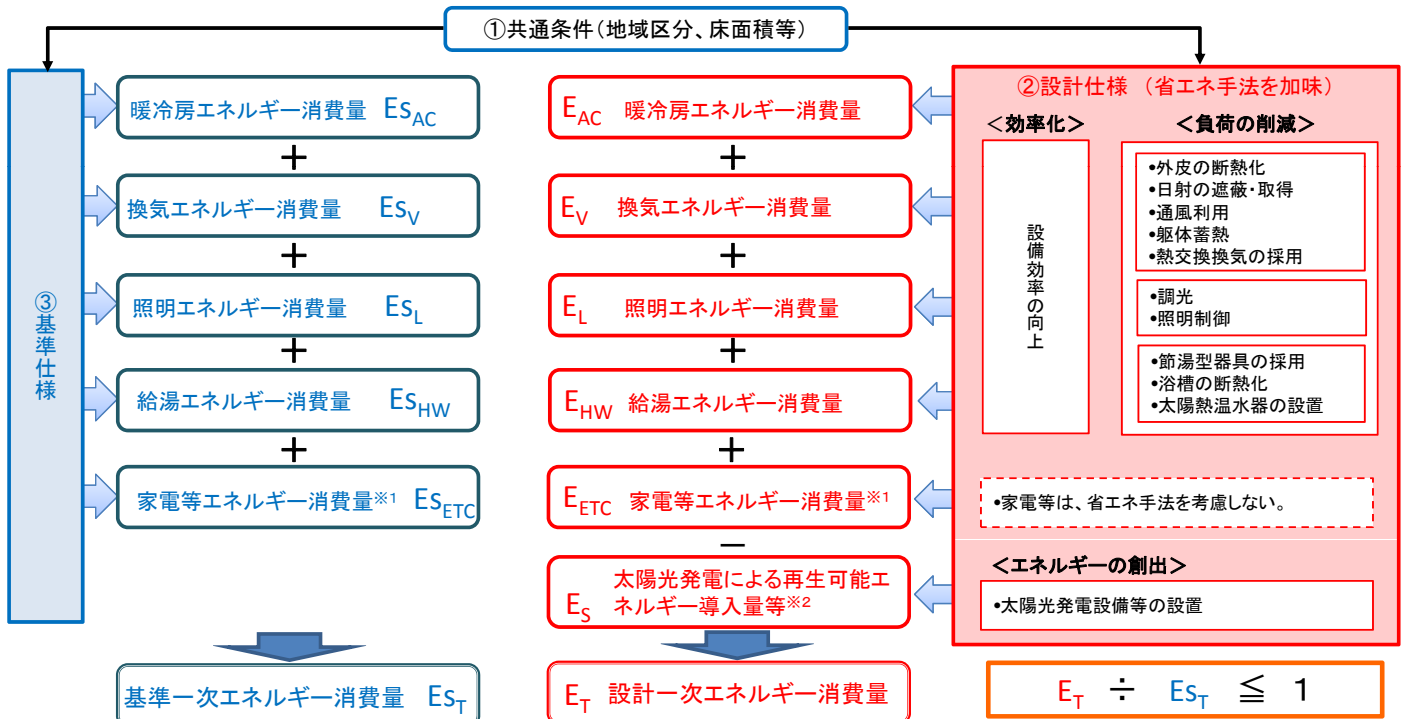 ①共通条件(地域区分、床面積等)
③基準仕様
暖冷房エネルギー消費量 Es_AC
+
換気エネルギー消費量 Es_V
+
照明エネルギー消費量 Es_L
+
給湯エネルギー消費量 Es_HW
+
家電等エネルギー消費量※1 Es_ETC
基準一次エネルギー消費量 Es_T
E_AC 暖冷房エネルギー消費量
+
E_V 換気エネルギー消費量
+
E_L 照明エネルギー消費量
+
E_HW 給湯エネルギー消費量
+
E_ETC 家電等エネルギー消費量※1
－
E_S 太陽光発電による再生可能エ
ネルギー導入量等※2
E_T 設計一次エネルギー消費量
②設計仕様 (省エネ手法を加味)
＜効率化＞
設備効率の向上
＜負荷の削減＞
•外皮の断熱化
•日射の遮蔽・取得
•通風利用
•躯体蓄熱
•熱交換換気の採用
•調光
•照明制御
•節湯型器具の採用
•浴槽の断熱化
•太陽熱温水器の設置
•家電等は、省エネ手法を考慮しない。
＜エネルギーの創出＞
•太陽光発電設備等の設置
E_T ÷ Es_T ≦ 1